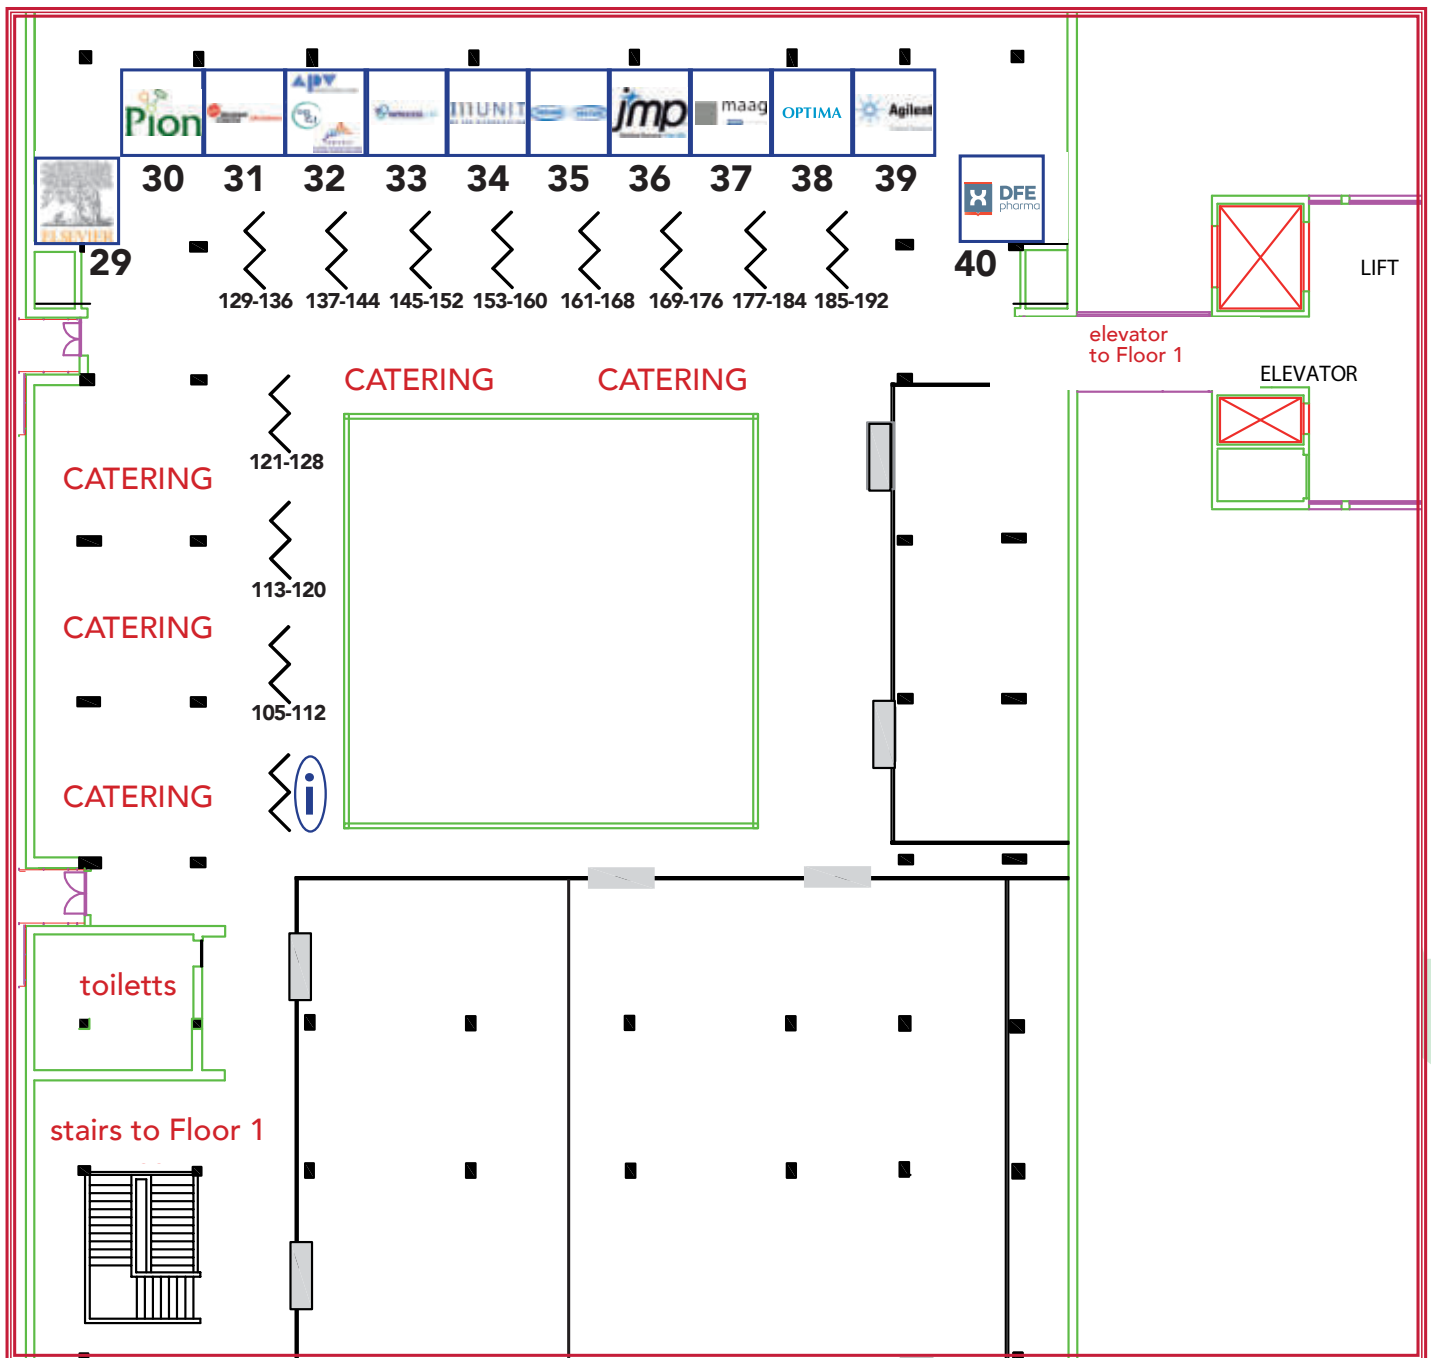 apv
Pion
mUNIT
jmp
maag
OPTIMA
Agilent
30 31 32 33 34 35 36 37 38 39
DFE
pharma
ELSEVIER
29
40
129-136 137-144 145-152 153-160 161-168 169-176 177-184 185-192
LIFT
elevator
to Floor 1
ELEVATOR
CATERING CATERING
121-128
CATERING
113-120
CATERING
105-112
i
CATERING
toiletts
stairs to Floor 1